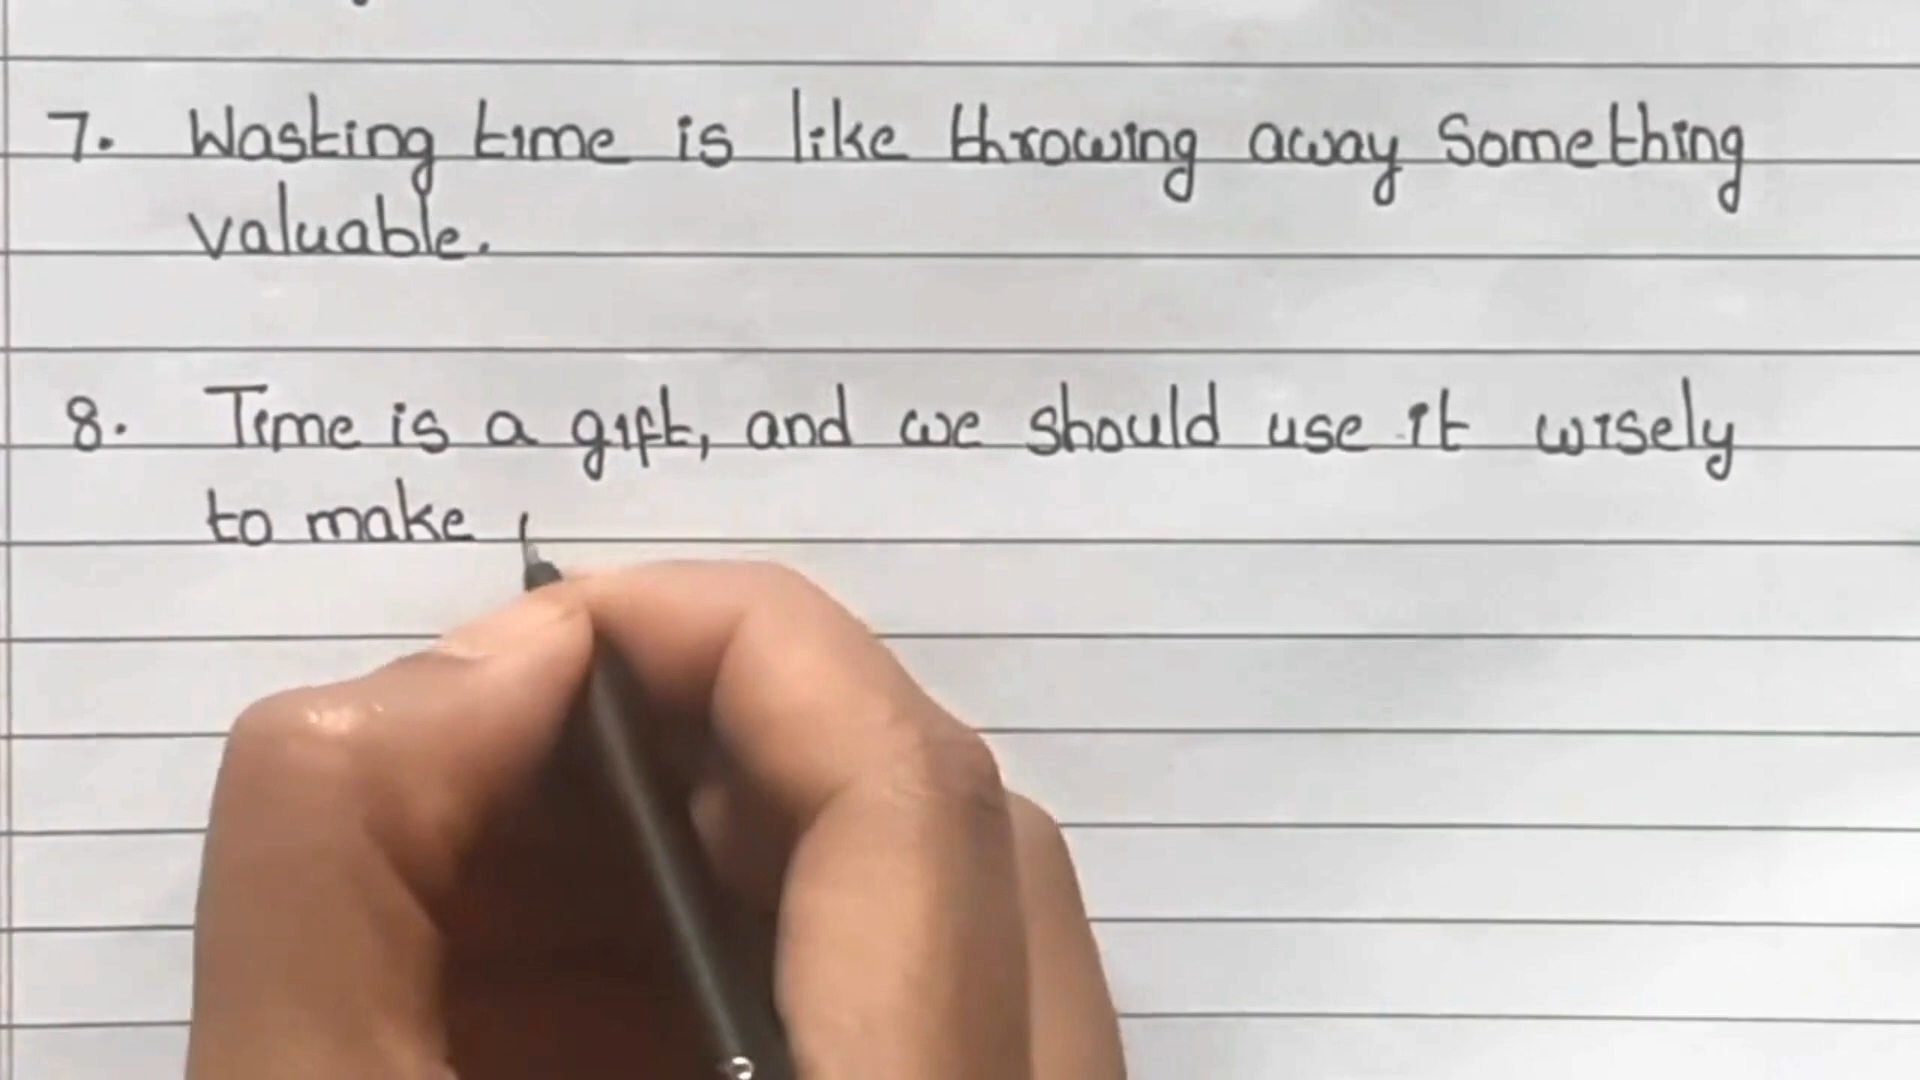 7. Wasting time is like throwing away Something
valuable.
8. Time is a gift, and we should use it wisely
to make